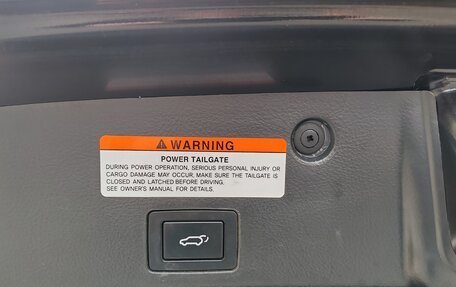 WARNING
POWER TAILGATE
DURING POWER OPERATION, SERIOUS PERSONAL INJURY OR
CARGO DAMAGE MAY OCCUR. MAKE SURE THE TAILGATE IS
CLOSED AND LATCHED BEFORE DRIVING.
SEE OWNER'S MANUAL FOR DETAILS.